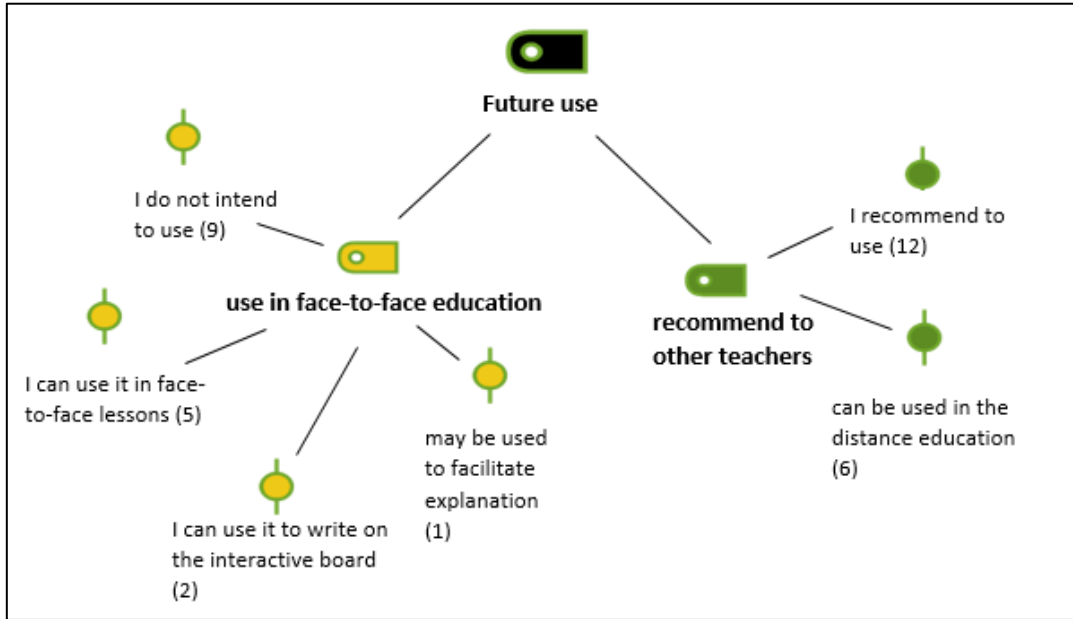 Future use
I do not intend
to use (9)
use in face-to-face education
I can use it in face-
to-face lessons (5)
I can use it to write on
the interactive board
(2)
may be used
to facilitate
explanation
(1)
I recommend to
use (12)
recommend to
other teachers
can be used in the
distance education
(6)